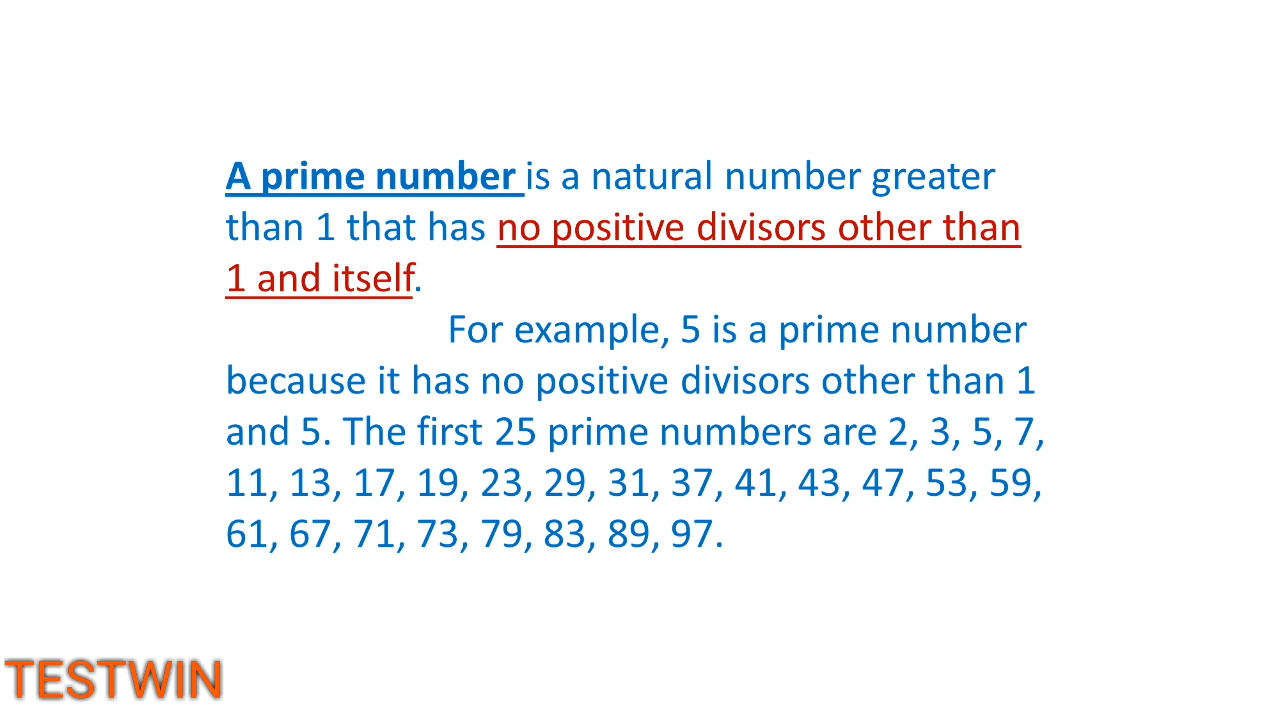 A prime number is a natural number greater
than 1 that has no positive divisors other than
1 and itself.
For example, 5 is a prime number
because it has no positive divisors other than 1
and 5. The first 25 prime numbers are 2, 3, 5, 7,
11, 13, 17, 19, 23, 29, 31, 37, 41, 43, 47, 53, 59,
61, 67, 71, 73, 79, 83, 89, 97.
TESTWIN